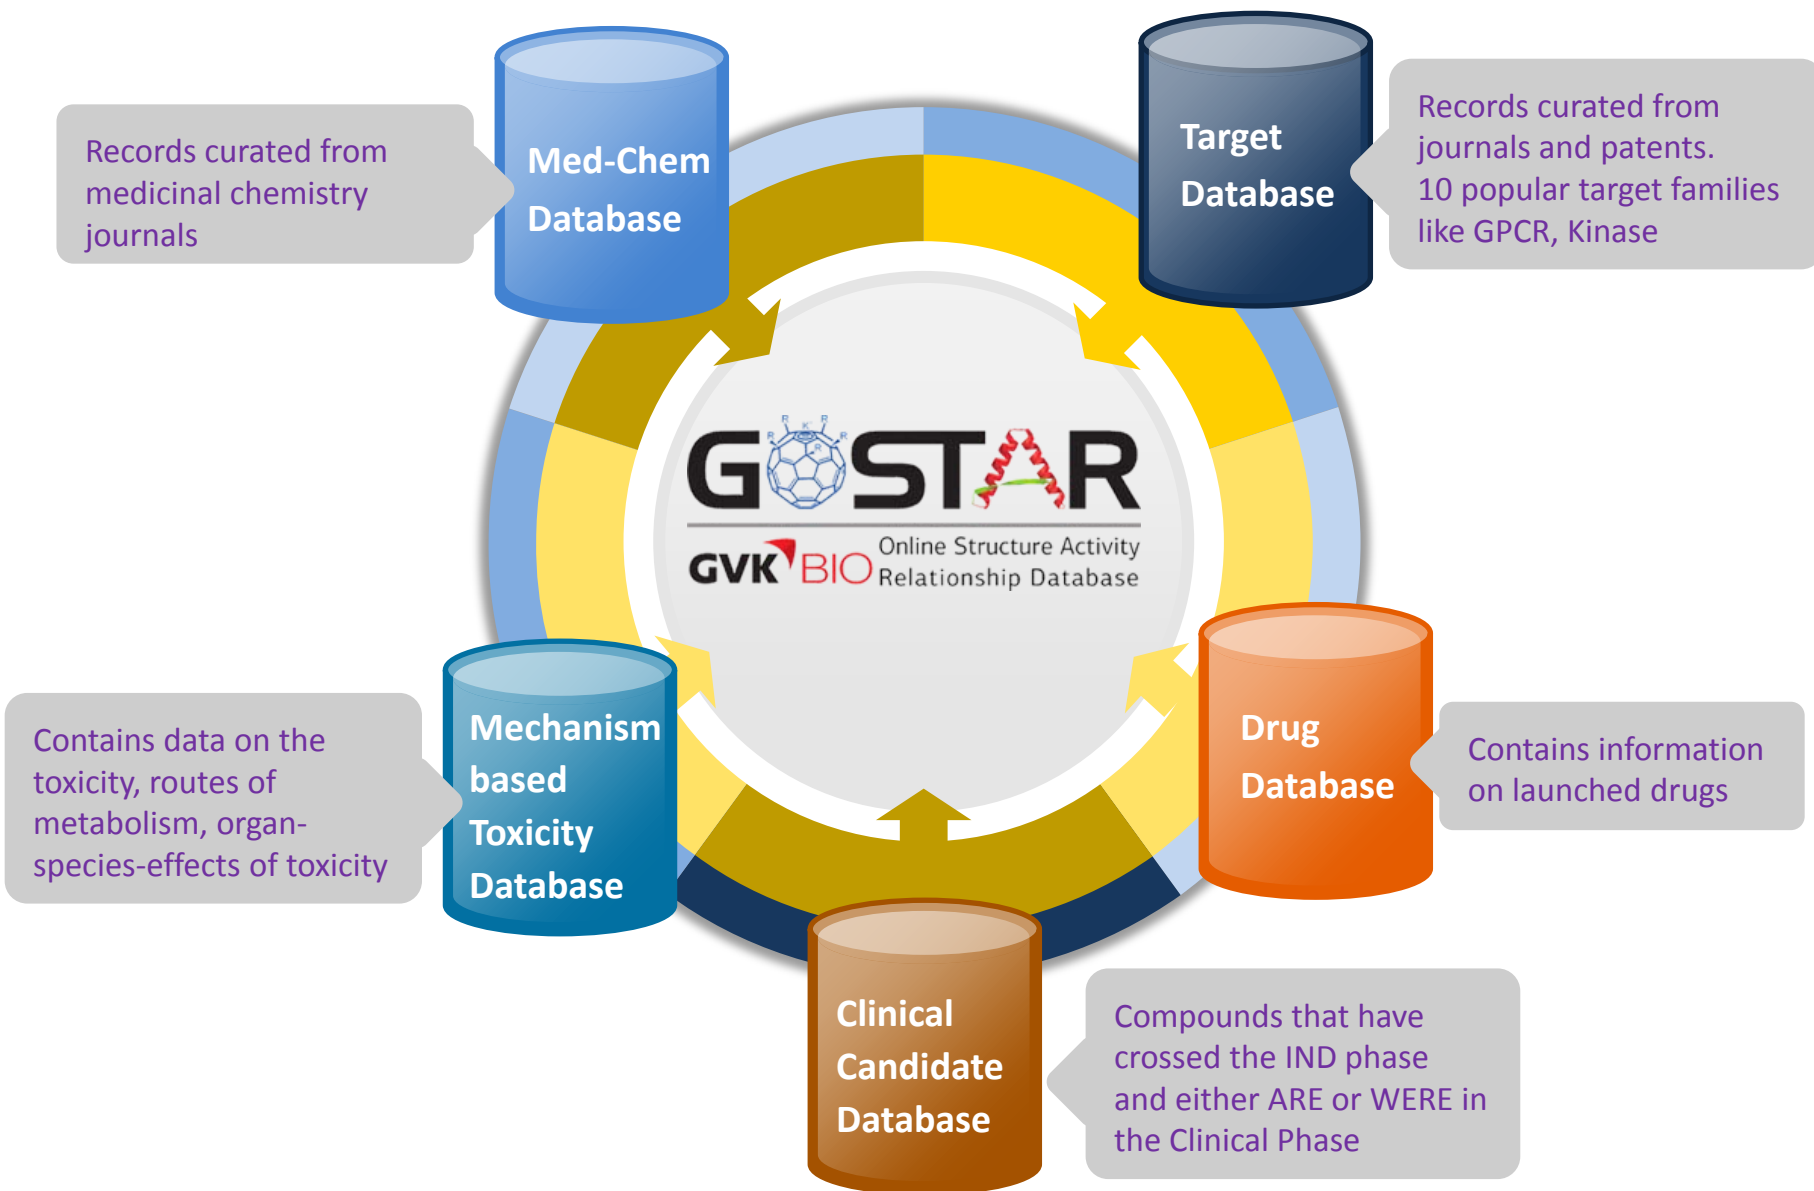 Med-Chem
Database
Records curated from
medicinal chemistry
journals
Target
Database
Records curated from
journals and patents.
10 popular target families
like GPCR, Kinase
R R R
K
R R
R
GOSTAR
GVK BIO
Online Structure Activity
Relationship Database
Mechanism
based
Toxicity
Database
Contains data on the
toxicity, routes of
metabolism, organ-
species-effects of toxicity
Drug
Database
Contains information
on launched drugs
Clinical
Candidate
Database
Compounds that have
crossed the IND phase
and either ARE or WERE in
the Clinical Phase